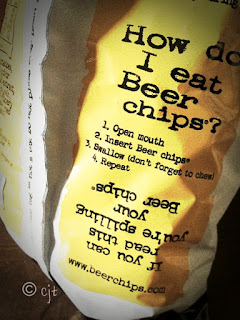 How do
I eat
Beer
chips®?
1. Open mouth
2. Insert Beer chips®
3. Swallow (don't forget to chew)
4. Repeat
if you can
read this
you're spilling
your
Beer chips®
www.beerchips.com
© cjt